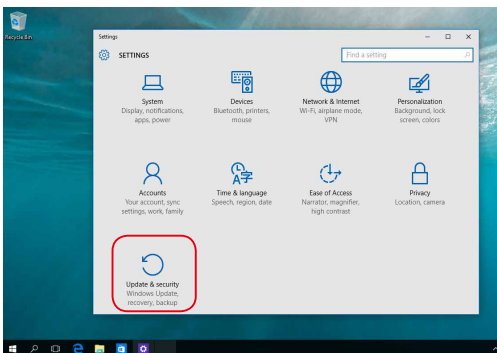 Recycle Bin
Settings
SETTINGS
Find a setting
System
Display, notifications,
apps, power
Devices
Bluetooth, printers,
mouse
Network & Internet
Wi-Fi, airplane mode,
VPN
Personalization
Background, lock
screen, colors
Accounts
Your account, sync
settings, work, family
Time & language
Speech, region, date
Ease of Access
Narrator, magnifier,
high contrast
Privacy
Location, camera
Update & security
Windows Update,
recovery, backup